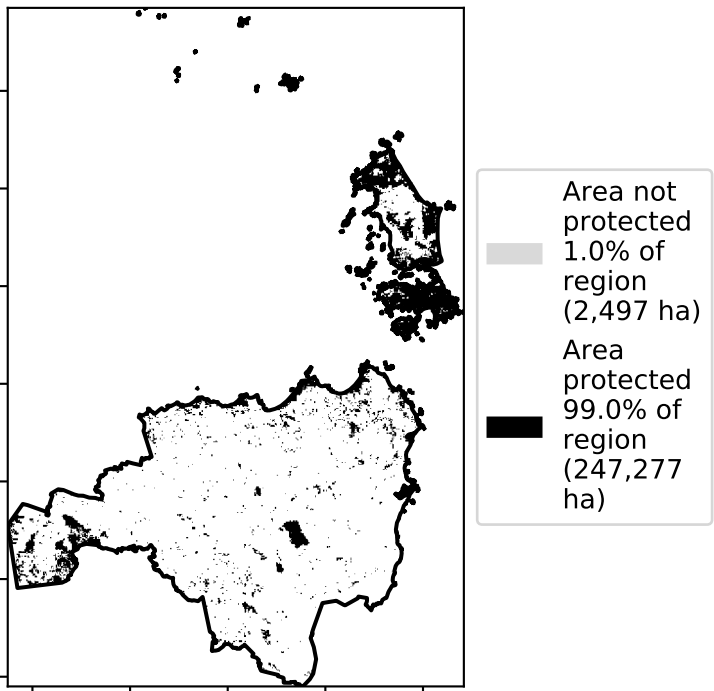 Area not
protected
1.0% of
region
(2,497 ha)
Area
protected
99.0% of
region
(247,277
ha)